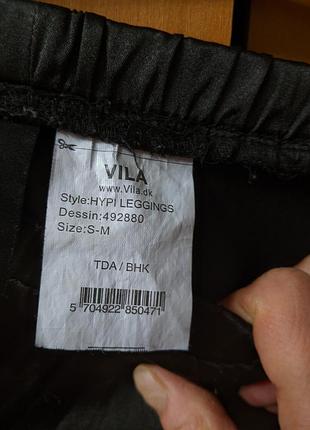 VILA
www.Vila.dk
Style:HYPI LEGGINGS
Dessin:492880
Size:S-M
TDA / BHK
5 704922 850471